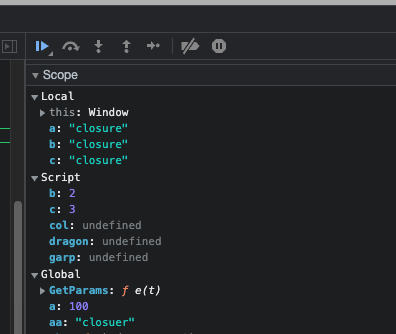 Scope
Local
this: Window
a: "closure"
b: "closure"
c: "closure"
Script
b: 2
c: 3
col: undefined
dragon: undefined
garp: undefined
Global
GetParams: ƒ e(t)
a: 100
aa: "closuer"